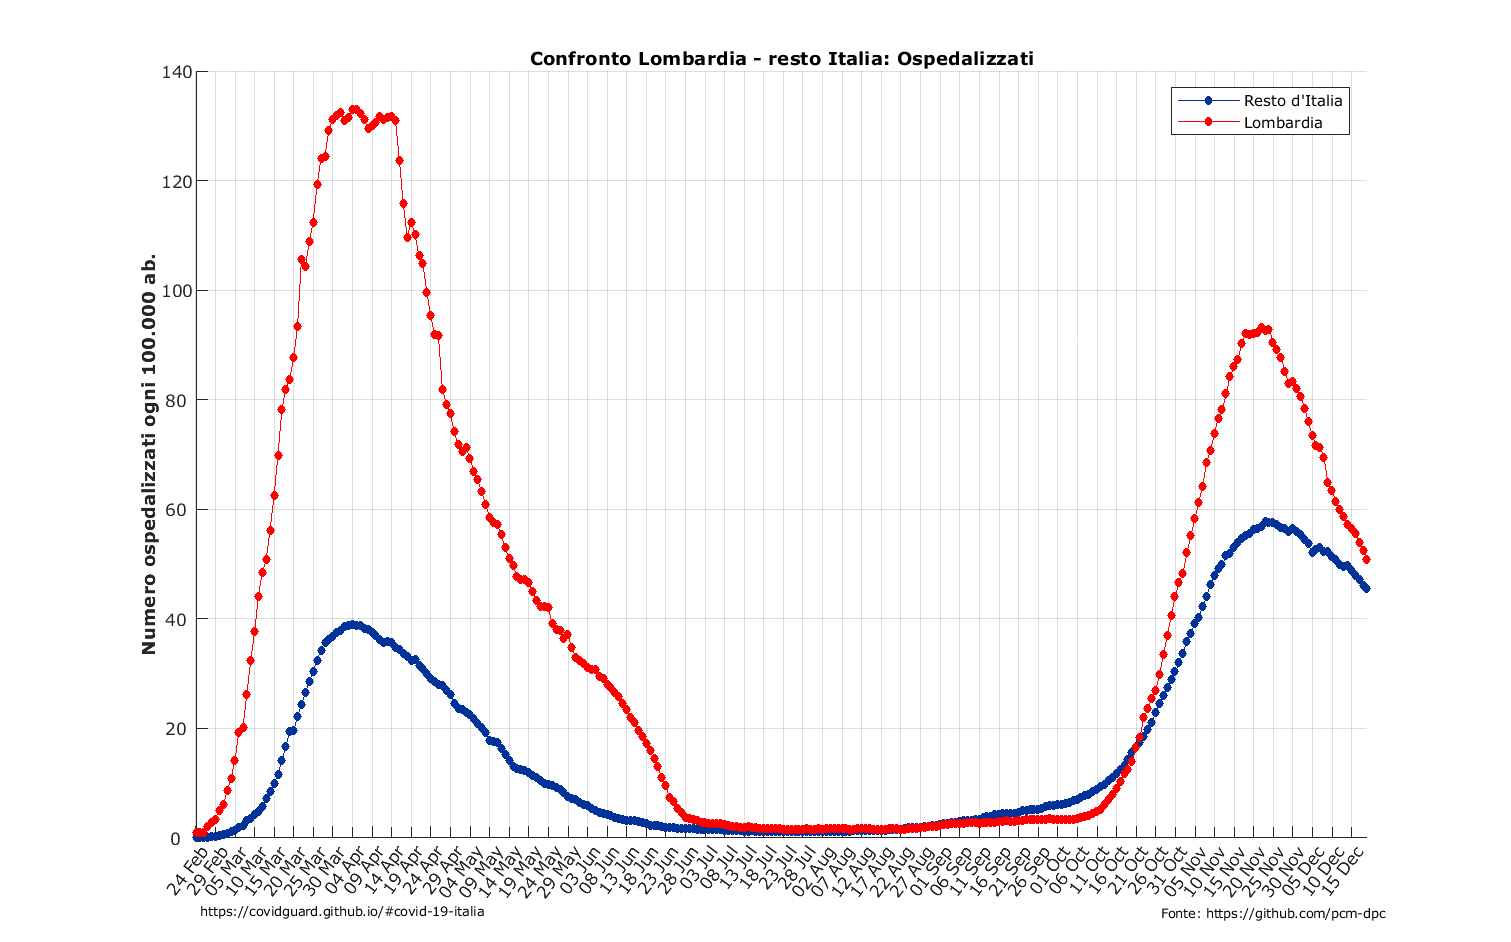 Confronto Lombardia - resto Italia: Ospedalizzati
Resto d'Italia
Lombardia
Numero ospedalizzati ogni 100.000 ab.
140
120
100
80
60
40
20
0
24 Feb
29 Feb
05 Mar
10 Mar
15 Mar
20 Mar
25 Mar
30 Mar
04 Apr
09 Apr
14 Apr
19 Apr
24 Apr
29 Apr
04 May
09 May
14 May
19 May
24 May
29 May
03 Jun
08 Jun
13 Jun
18 Jun
23 Jun
28 Jun
03 Jul
08 Jul
13 Jul
18 Jul
23 Jul
28 Jul
02 Aug
07 Aug
12 Aug
17 Aug
22 Aug
27 Aug
01 Sep
06 Sep
11 Sep
16 Sep
21 Sep
26 Sep
01 Oct
06 Oct
11 Oct
16 Oct
21 Oct
26 Oct
31 Oct
05 Nov
10 Nov
15 Nov
20 Nov
25 Nov
30 Nov
05 Dec
10 Dec
15 Dec
https://covidguard.github.io/#covid-19-italia
Fonte: https://github.com/pcm-dpc